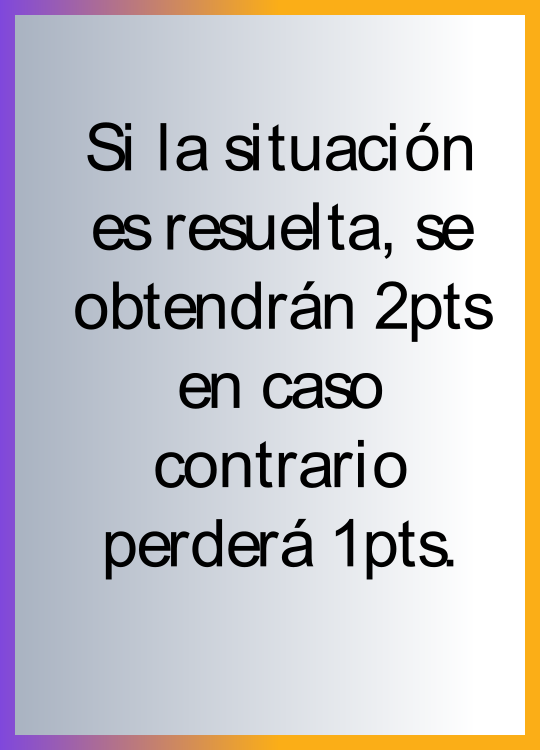 Si la situación
es resuelta, se
obtendrán 2pts
en caso
contrario
perderá 1pts.